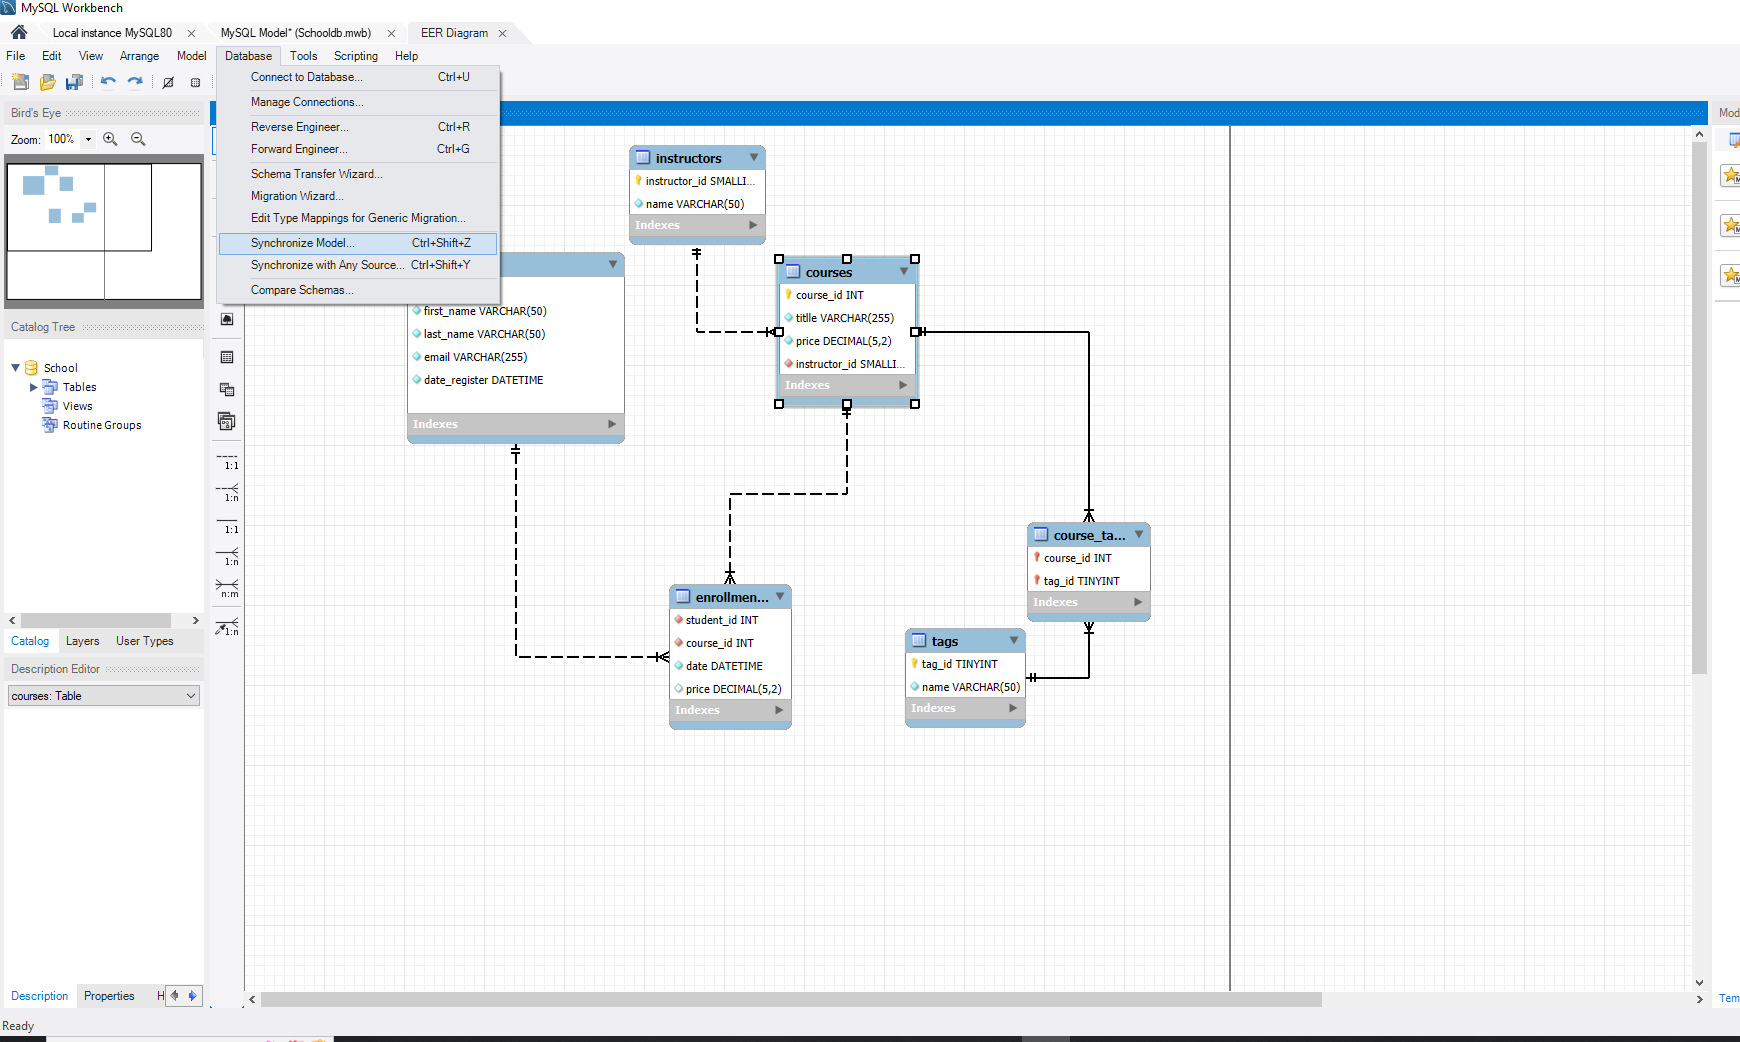 MySQL Workbench
Local instance MySQL80
MySQL Model* (Schooldb.mwb)
EER Diagram
File Edit View Arrange Model Database Tools Scripting Help
Connect to Database... Ctrl+U
Manage Connections...
Reverse Engineer... Ctrl+R
Forward Engineer... Ctrl+G
Schema Transfer Wizard...
Migration Wizard...
Edit Type Mappings for Generic Migration...
Synchronize Model... Ctrl+Shift+Z
Synchronize with Any Source... Ctrl+Shift+Y
Compare Schemas...
Bird's Eye
Zoom: 100%
Catalog Tree
School
Tables
Views
Routine Groups
Catalog Layers User Types
Description Editor
courses: Table
Description Properties H
Ready
1:1
1:n
1:1
1:n
n:m
1:n
first_name VARCHAR(50)
last_name VARCHAR(50)
email VARCHAR(255)
date_register DATETIME
Indexes
instructors
instructor_id SMALLI...
name VARCHAR(50)
Indexes
courses
course_id INT
titlle VARCHAR(255)
price DECIMAL(5,2)
instructor_id SMALLI...
Indexes
enrollmen...
student_id INT
course_id INT
date DATETIME
price DECIMAL(5,2)
Indexes
course_ta...
course_id INT
tag_id TINYINT
Indexes
tags
tag_id TINYINT
name VARCHAR(50)
Indexes
Mod
M
M
M
Tem